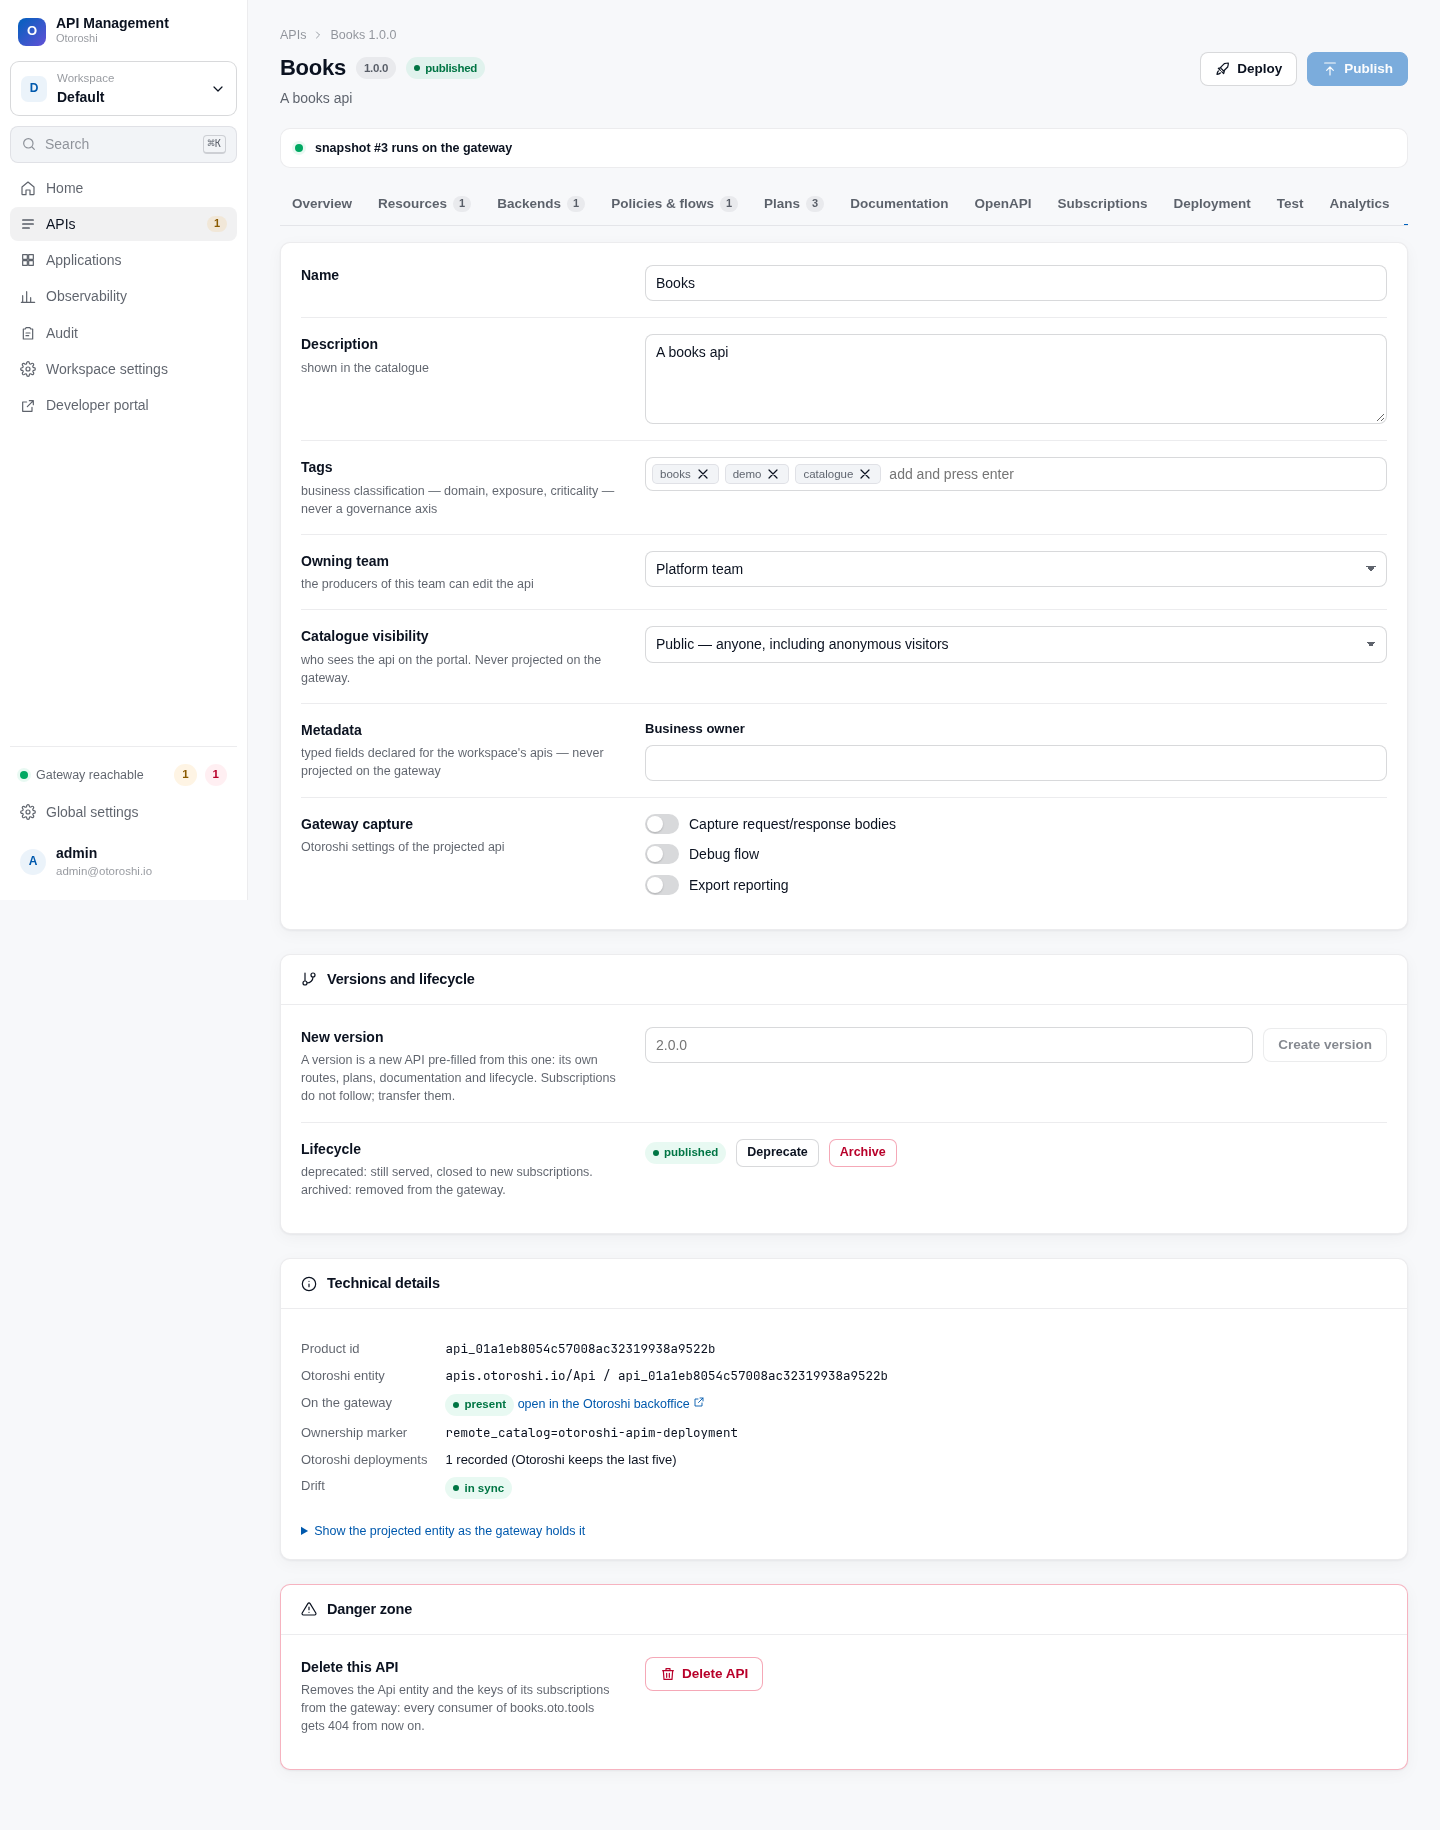 O
API Management
Otoroshi
D
Workspace
Default
Search
⌘K
Home
APIs
1
Applications
Observability
Audit
Workspace settings
Developer portal
Gateway reachable
1
1
Global settings
A
admin
admin@otoroshi.io
APIs
Books 1.0.0
Books
1.0.0
published
Deploy
Publish
A books api
snapshot #3 runs on the gateway
Overview
Resources 1
Backends 1
Policies & flows 1
Plans 3
Documentation
OpenAPI
Subscriptions
Deployment
Test
Analytics
Name
Books
Description
shown in the catalogue
A books api
Tags
business classification — domain, exposure, criticality —
never a governance axis
books
demo
catalogue
add and press enter
Owning team
the producers of this team can edit the api
Platform team
Catalogue visibility
who sees the api on the portal. Never projected on the
gateway.
Public — anyone, including anonymous visitors
Metadata
typed fields declared for the workspace's apis — never
projected on the gateway
Business owner
Gateway capture
Otoroshi settings of the projected api
Capture request/response bodies
Debug flow
Export reporting
Versions and lifecycle
New version
A version is a new API pre-filled from this one: its own
routes, plans, documentation and lifecycle. Subscriptions
do not follow; transfer them.
2.0.0
Create version
Lifecycle
deprecated: still served, closed to new subscriptions.
archived: removed from the gateway.
published
Deprecate
Archive
Technical details
Product id
api_01a1eb8054c57008ac32319938a9522b
Otoroshi entity
apis.otoroshi.io/Api / api_01a1eb8054c57008ac32319938a9522b
On the gateway
present open in the Otoroshi backoffice
Ownership marker
remote_catalog=otoroshi-apim-deployment
Otoroshi deployments
1 recorded (Otoroshi keeps the last five)
Drift
in sync
Show the projected entity as the gateway holds it
Danger zone
Delete this API
Removes the Api entity and the keys of its subscriptions
from the gateway: every consumer of books.oto.tools
gets 404 from now on.
Delete API